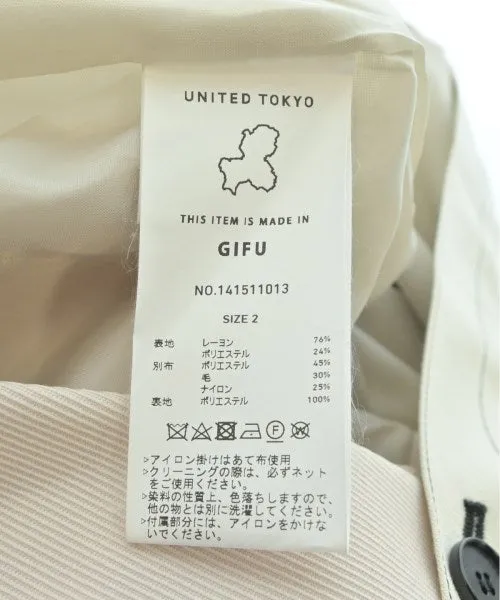 UNITED TOKYO
THIS ITEM IS MADE IN
GIFU
NO.141511013
SIZE 2
表地 レーヨン 76%
ポリエステル 24%
別布 ポリエステル 45%
毛 30%
ナイロン 25%
裏地 ポリエステル 100%
>アイロン掛けはあて布使用
>クリーニングの際は、必ずネット
をご使用ください。
>染料の性質上、色落ちしますので、
他の物とは別に洗濯してください。
>付属部分には、アイロンをかけな
いでください。